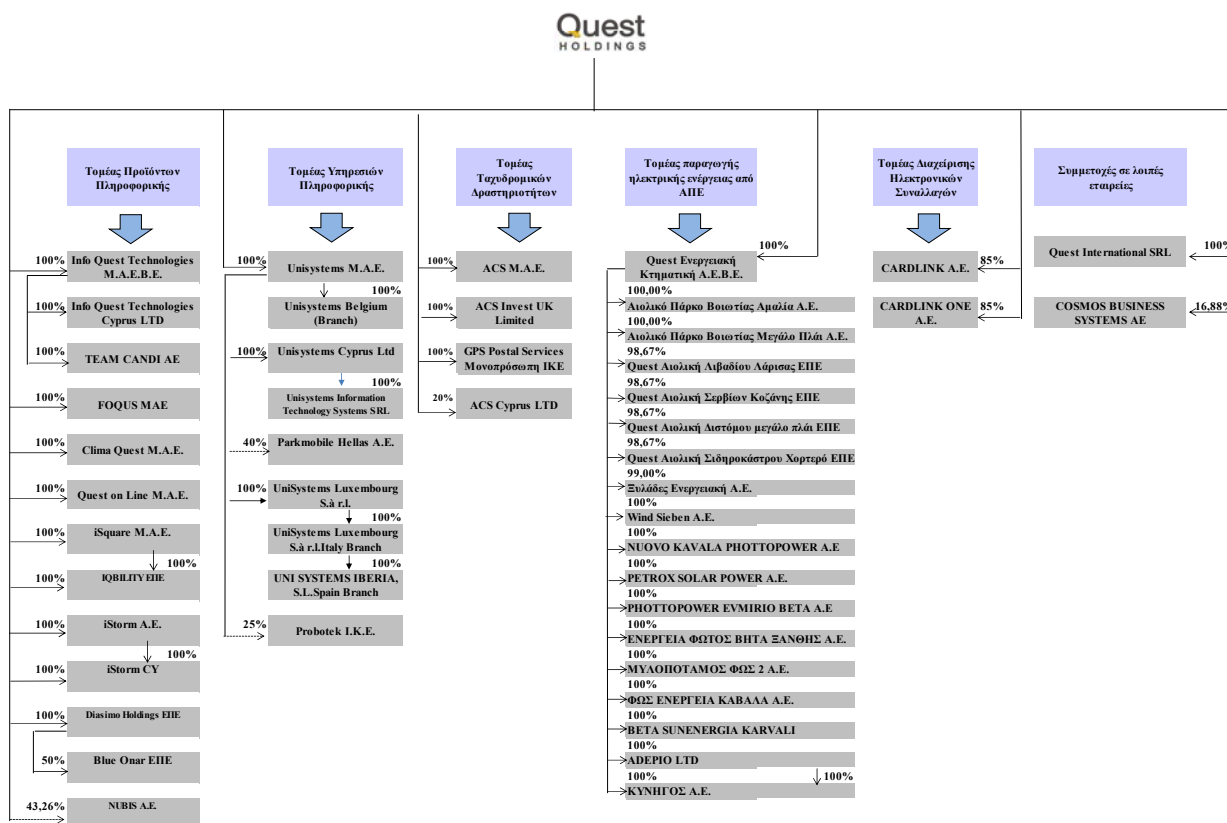 Quest
HOLDINGS
Τομέας Προϊόντων
Πληροφορικής
100%
Info Quest Technologies
Μ.Α.Ε.Β.Ε.
100%
Info Quest Technologies
Cyprus LTD
100%
TEAM CANDI AE
100%
FOQUS MAE
100%
Clima Quest Μ.Α.Ε.
100%
Quest on Line Μ.Α.Ε.
100%
iSquare Μ.Α.Ε.
100%
100%
IQBILITY ΕΠΕ
100%
iStorm Α.Ε.
100%
100%
iStorm CY
100%
Diasimo Holdings ΕΠΕ
50%
Blue Onar ΕΠΕ
43,26%
NUBIS Α.Ε.
Τομέας Υπηρεσιών
Πληροφορικής
100%
Unisystems Μ.Α.Ε.
100%
Unisystems Belgium
(Branch)
100%
Unisystems Cyprus Ltd
100%
Unisystems Information
Technology Systems SRL
40%
Parkmobile Hellas Α.Ε.
100%
UniSystems Luxembourg
S.à r.l.
100%
UniSystems Luxembourg
S.à r.l.Italy Branch
100%
UNI SYSTEMS IBERIA,
S.L.Spain Branch
25%
Probotek Ι.Κ.Ε.
Τομέας
Ταχυδρομικών
Δραστηριοτήτων
100%
ACS Μ.Α.Ε.
100%
ACS Invest UK
Limited
100%
GPS Postal Services
Μονοπρόσωπη ΙΚΕ
20%
ACS Cyprus LTD
Τομέας παραγωγής
ηλεκτρικής ενέργειας από
ΑΠΕ
100%
Quest Ενεργειακή
Κτηματική Α.Ε.Β.Ε.
100,00%
Αιολικό Πάρκο Βοιωτίας Αμαλία Α.Ε.
100,00%
Αιολικό Πάρκο Βοιωτίας Μεγάλο Πλάι Α.Ε.
98,67%
Quest Αιολική Λιβαδίου Λάρισας ΕΠΕ
98,67%
Quest Αιολική Σερβίων Κοζάνης ΕΠΕ
98,67%
Quest Αιολική Διστόμου μεγάλο πλάι ΕΠΕ
98,67%
Quest Αιολική Σιδηροκάστρου Χορτερό ΕΠΕ
99,00%
Ξυλάδες Ενεργειακή Α.Ε.
100%
Wind Sieben Α.Ε.
100%
NUOVO KAVALA PHOTTOPOWER Α.Ε
100%
PETROX SOLAR POWER Α.Ε.
100%
PHOTTOPOWER EVMIRIO BETA Α.Ε
100%
ΕΝΕΡΓΕΙΑ ΦΩΤΟΣ ΒΗΤΑ ΞΑΝΘΗΣ Α.Ε.
100%
ΜΥΛΟΠΟΤΑΜΟΣ ΦΩΣ 2 Α.Ε.
100%
ΦΩΣ ΕΝΕΡΓΕΙΑ ΚΑΒΑΛΑ Α.Ε.
100%
BETA SUNENERGIA KARVALI
100%
ADEPIO LTD
100%
100%
ΚΥΝΗΓΟΣ Α.Ε.
Τομέας Διαχείρισης
Ηλεκτρονικών
Συναλλαγών
85%
CARDLINK Α.Ε.
85%
CARDLINK ONE
Α.Ε.
Συμμετοχές σε λοιπές
εταιρείες
100%
Quest International SRL
16,88%
COSMOS BUSINESS
SYSTEMS AE